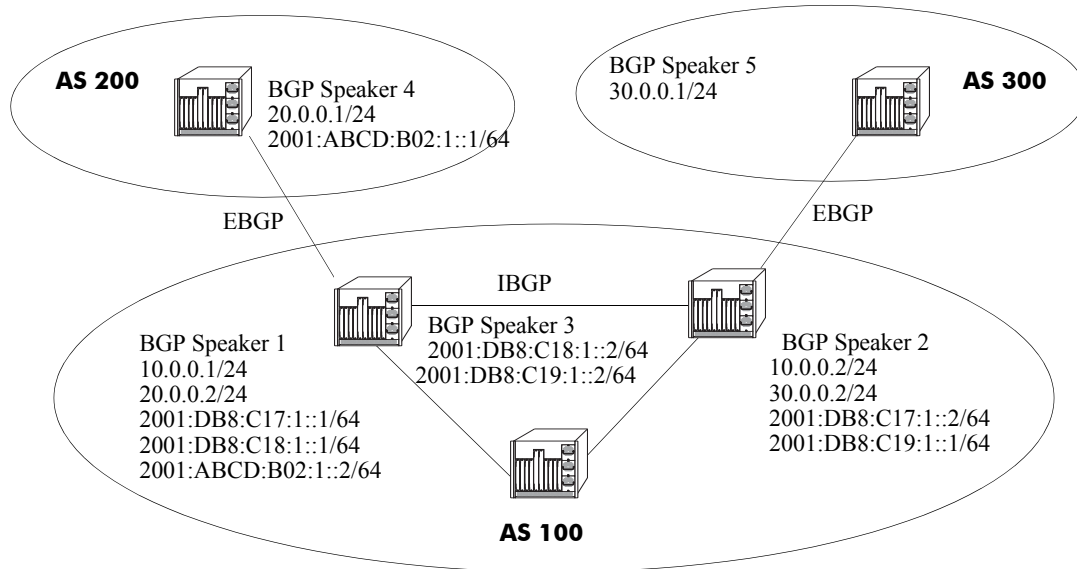 AS 200
BGP Speaker 4
20.0.0.1/24
2001:ABCD:B02:1::1/64
BGP Speaker 5
30.0.0.1/24
AS 300
EBGP
EBGP
IBGP
BGP Speaker 1
10.0.0.1/24
20.0.0.2/24
2001:DB8:C17:1::1/64
2001:DB8:C18:1::1/64
2001:ABCD:B02:1::2/64
BGP Speaker 3
2001:DB8:C18:1::2/64
2001:DB8:C19:1::2/64
BGP Speaker 2
10.0.0.2/24
30.0.0.2/24
2001:DB8:C17:1::2/64
2001:DB8:C19:1::1/64
AS 100